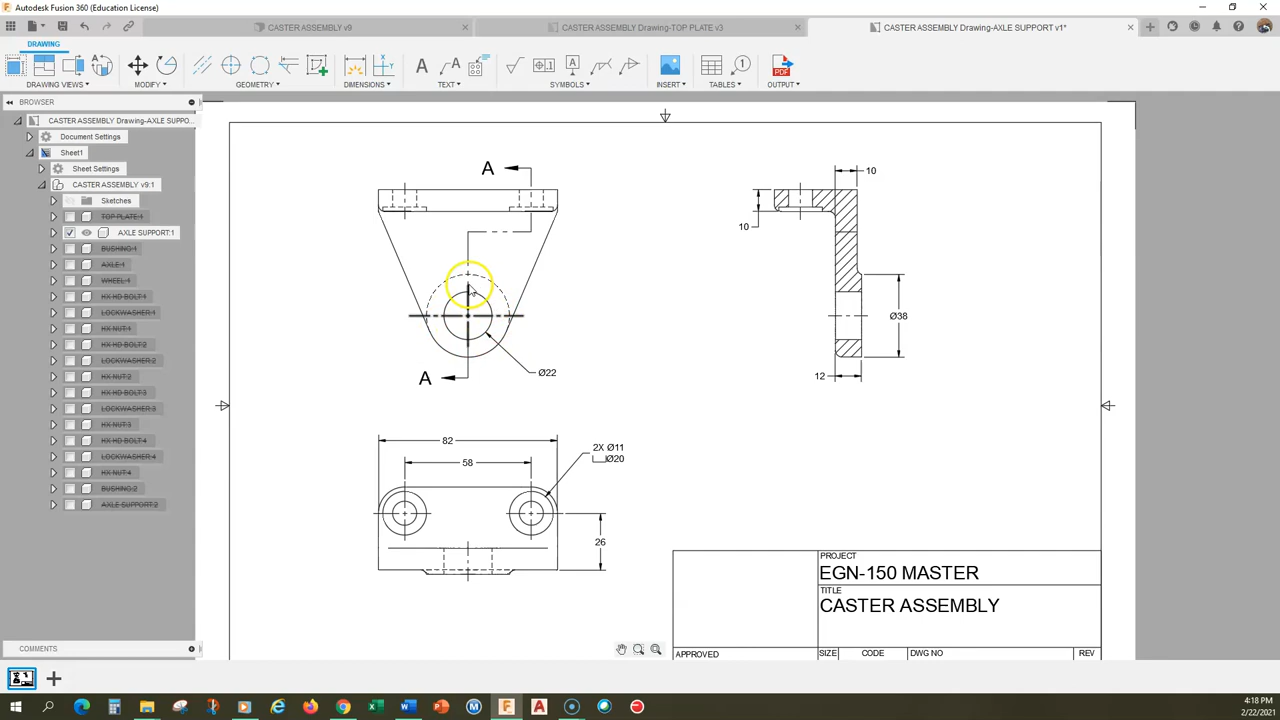 Autodesk Fusion 360 (Education License)
CASTER ASSEMBLY v9
CASTER ASSEMBLY Drawing-TOP PLATE v3
CASTER ASSEMBLY Drawing-AXLE SUPPORT v1*
DRAWING
DRAWING VIEWS
MODIFY
GEOMETRY
DIMENSIONS
TEXT
SYMBOLS
INSERT
TABLES
OUTPUT
PDF
BROWSER
CASTER ASSEMBLY Drawing-AXLE SUPPO...
Document Settings
Sheet1
Sheet Settings
CASTER ASSEMBLY v9:1
Sketches
TOP PLATE:1
AXLE SUPPORT:1
BUSHING:1
AXLE:1
WHEEL:1
HX HD BOLT:1
LOCKWASHER:1
HX NUT:1
HX HD BOLT:2
LOCKWASHER:2
HX NUT:2
HX HD BOLT:3
LOCKWASHER:3
HX NUT:3
HX HD BOLT:4
LOCKWASHER:4
HX NUT:4
BUSHING:2
AXLE SUPPORT:2
A
A
Ø22
10
10
Ø38
12
82
58
2X Ø11
⌴Ø20
26
PROJECT
EGN-150 MASTER
TITLE
CASTER ASSEMBLY
APPROVED
SIZE
CODE
DWG NO
REV
COMMENTS
4:18 PM
2/22/2021